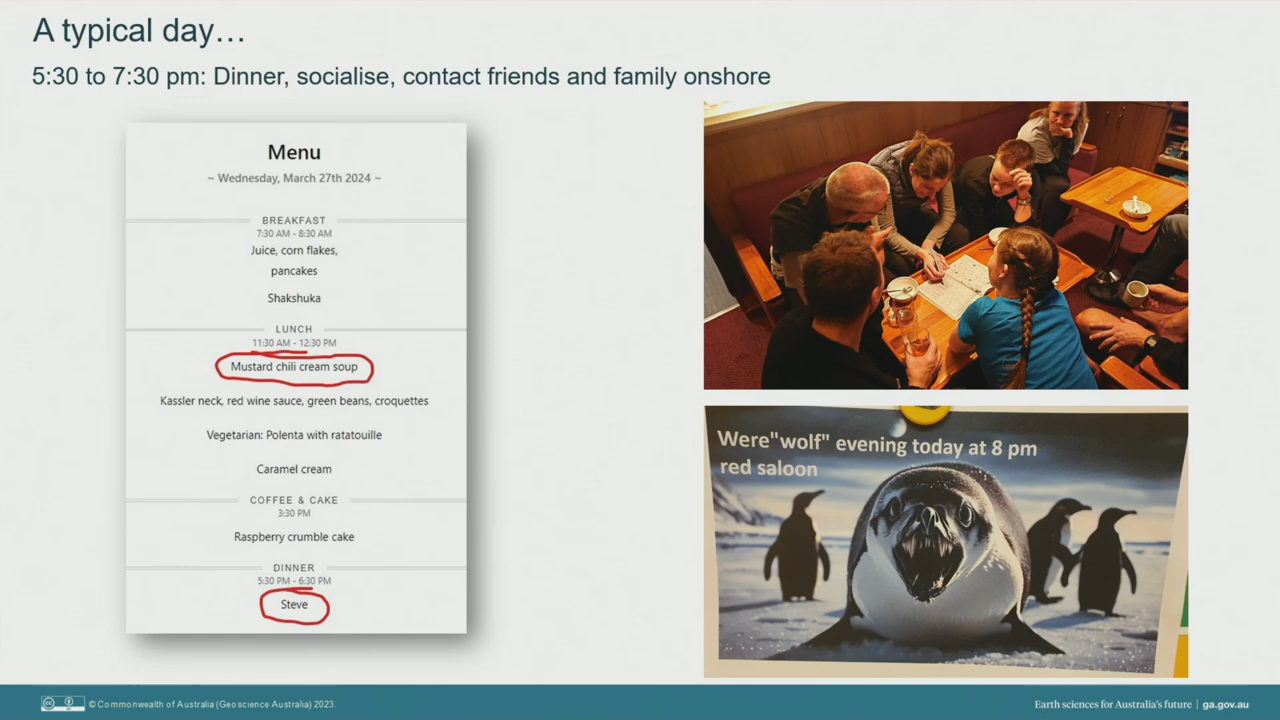 A typical day…
5:30 to 7:30 pm: Dinner, socialise, contact friends and family onshore
Menu
~ Wednesday, March 27th 2024 ~
BREAKFAST
7:30 AM - 8:30 AM
Juice, corn flakes,
pancakes
Shakshuka
LUNCH
11:30 AM - 12:30 PM
Mustard chili cream soup
Kassler neck, red wine sauce, green beans, croquettes
Vegetarian: Polenta with ratatouille
Caramel cream
COFFEE & CAKE
3:30 PM
Raspberry crumble cake
DINNER
5:30 PM - 6:30 PM
Steve
Were"wolf" evening today at 8 pm
red saloon
© Commonwealth of Australia (Geoscience Australia) 2023.
Earth sciences for Australia's future | ga.gov.au